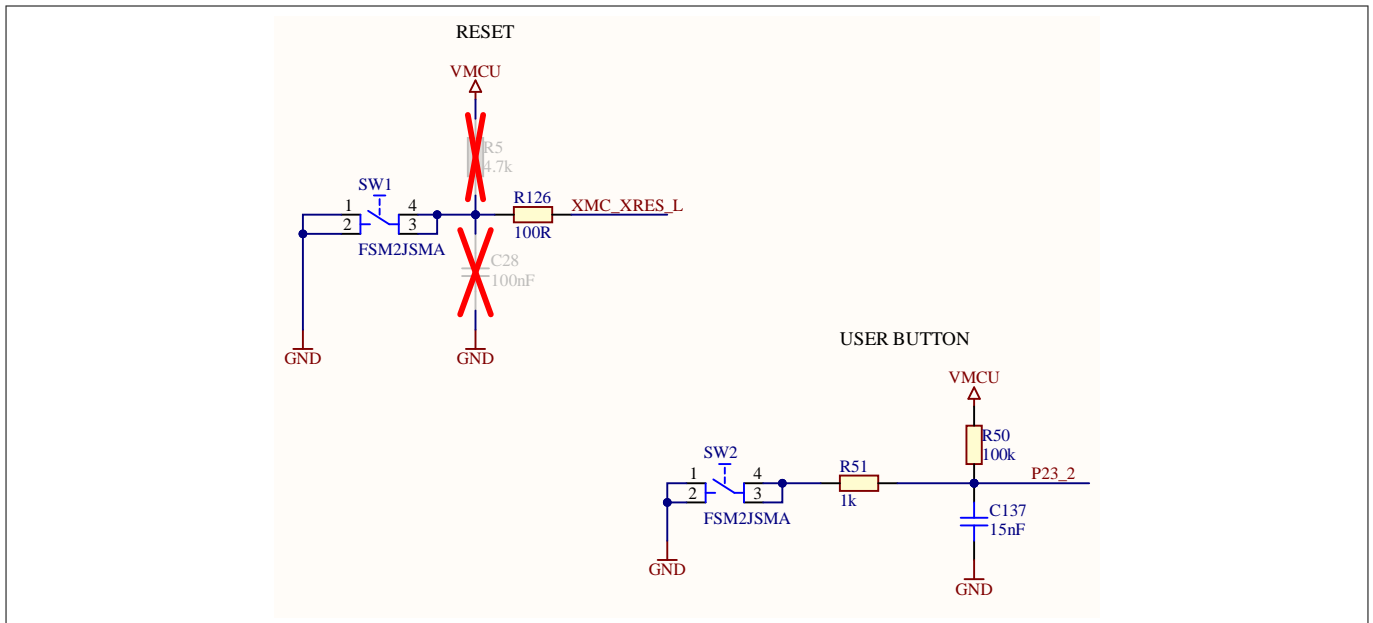 RESET
VMCU
R5
4.7k
SW1
1 4
2 3
FSM2JSMA
R126
100R
XMC_XRES_L
C28
100nF
GND
GND
USER BUTTON
VMCU
R50
100k
SW2
1 4
2 3
FSM2JSMA
R51
1k
P23_2
C137
15nF
GND
GND